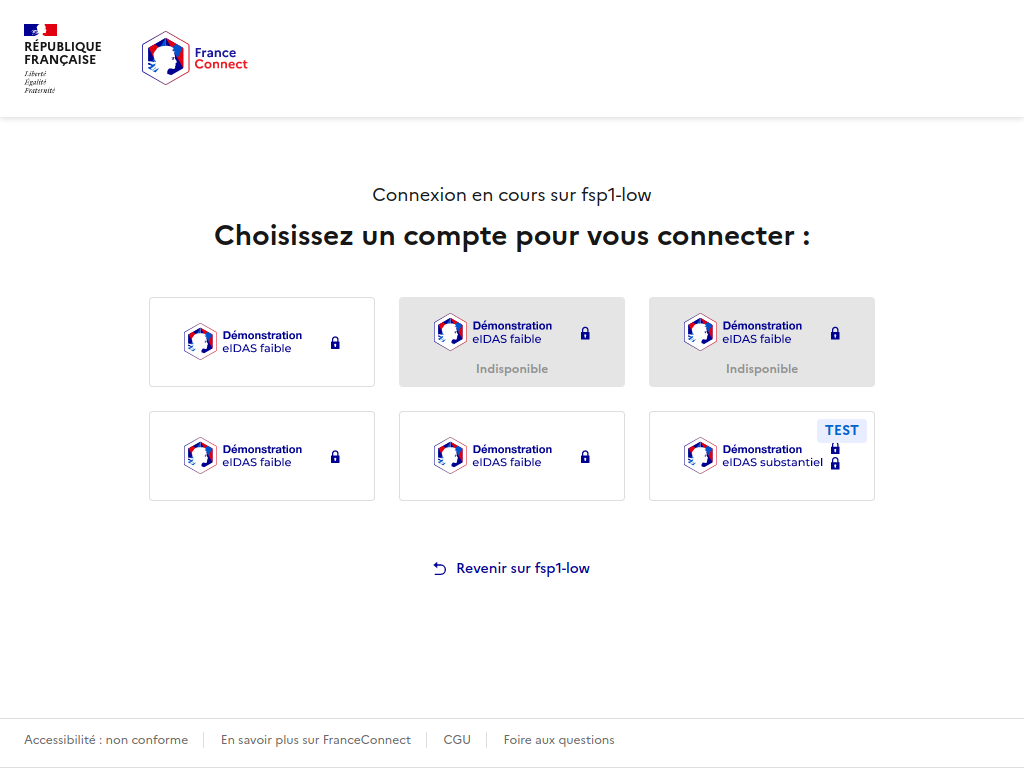 RÉPUBLIQUE
FRANÇAISE
Liberté
Égalité
Fraternité
France
Connect
Connexion en cours sur fsp1-low
Choisissez un compte pour vous connecter :
Démonstration
eIDAS faible
Démonstration
eIDAS faible
Indisponible
Démonstration
eIDAS faible
Indisponible
Démonstration
eIDAS faible
Démonstration
eIDAS faible
TEST
Démonstration
eIDAS substantiel
Revenir sur fsp1-low
Accessibilité : non conforme
En savoir plus sur FranceConnect
CGU
Foire aux questions